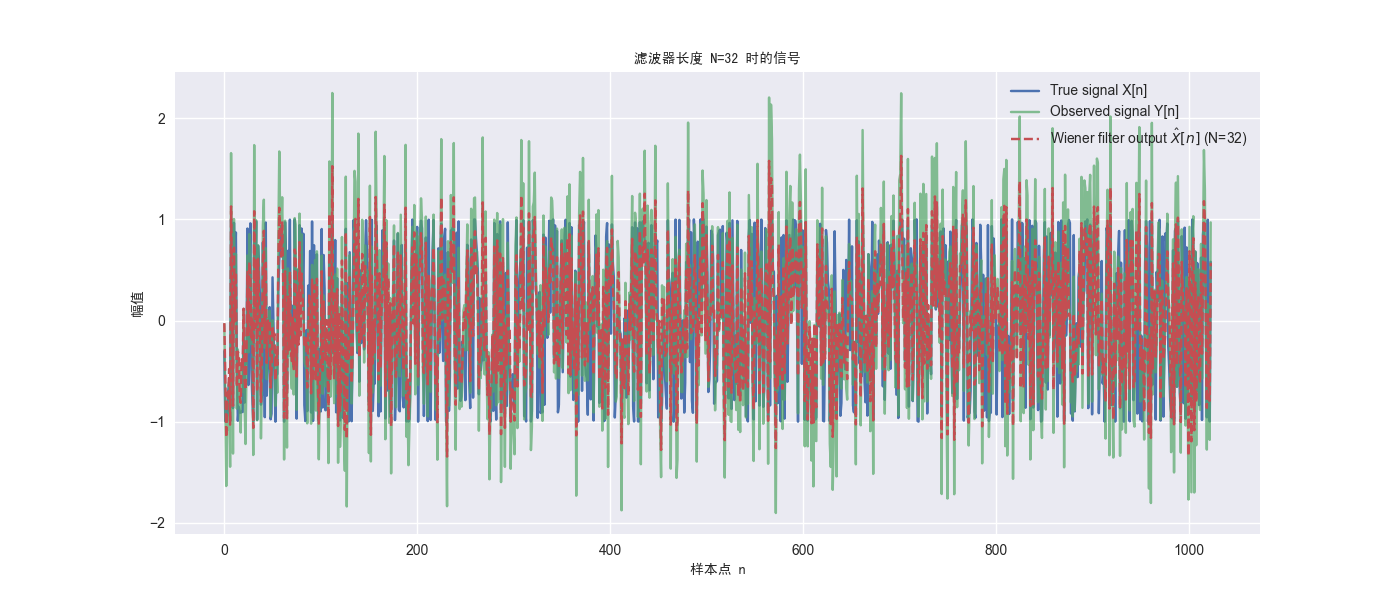 滤波器长度 N=32 时的信号
True signal X[n]
Observed signal Y[n]
Wiener filter output X̂[n] (N=32)
幅值
2
1
0
−1
−2
0 200 400 600 800 1000
样本点 n